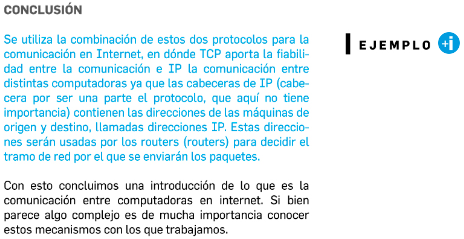 CONCLUSIÓN
Se utiliza la combinación de estos dos protocolos para la
comunicación en Internet, en dónde TCP aporta la fiabili-
dad entre la comunicación e IP la comunicación entre
distintas computadoras ya que las cabeceras de IP (cabe-
cera por ser una parte el protocolo, que aquí no tiene
importancia) contienen las direcciones de las máquinas de
origen y destino, llamadas direcciones IP. Estas direccio-
nes serán usadas por los routers (routers) para decidir el
tramo de red por el que se enviarán los paquetes.
Con esto concluimos una introducción de lo que es la
comunicación entre computadoras en internet. Si bien
parece algo complejo es de mucha importancia conocer
estos mecanismos con los que trabajamos.
EJEMPLO +i